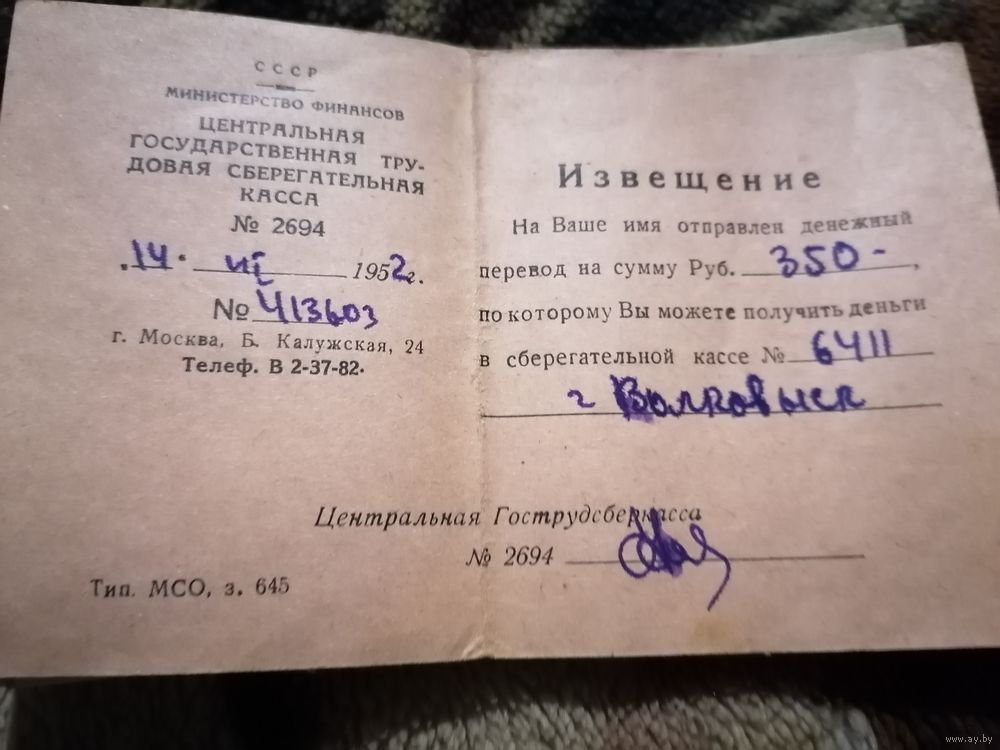 СССР
МИНИСТЕРСТВО ФИНАНСОВ
ЦЕНТРАЛЬНАЯ
ГОСУДАРСТВЕННАЯ ТРУ-
ДОВАЯ СБЕРЕГАТЕЛЬНАЯ
КАССА
№ 2694
14. 1952г.
№ 413603
г. Москва, Б. Калужская, 24
Телеф. В 2-37-82.
Извещение
На Ваше имя отправлен денежный
перевод на сумму Руб. 350-,
по которому Вы можете получить деньги
в сберегательной кассе № 6411
г Волковыск
Центральная Гострудсберкасса
№ 2694
Тип. МСО, з. 645
www.ay.by